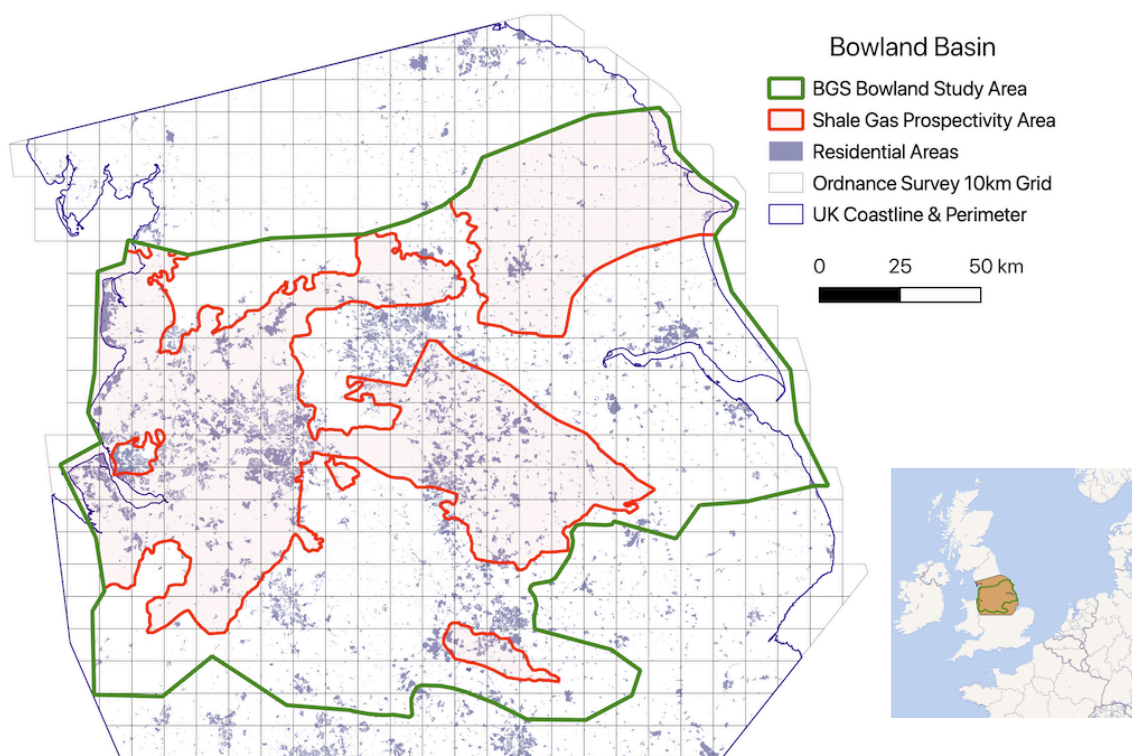 Bowland Basin
BGS Bowland Study Area
Shale Gas Prospectivity Area
Residential Areas
Ordnance Survey 10km Grid
UK Coastline & Perimeter
0 25 50 km